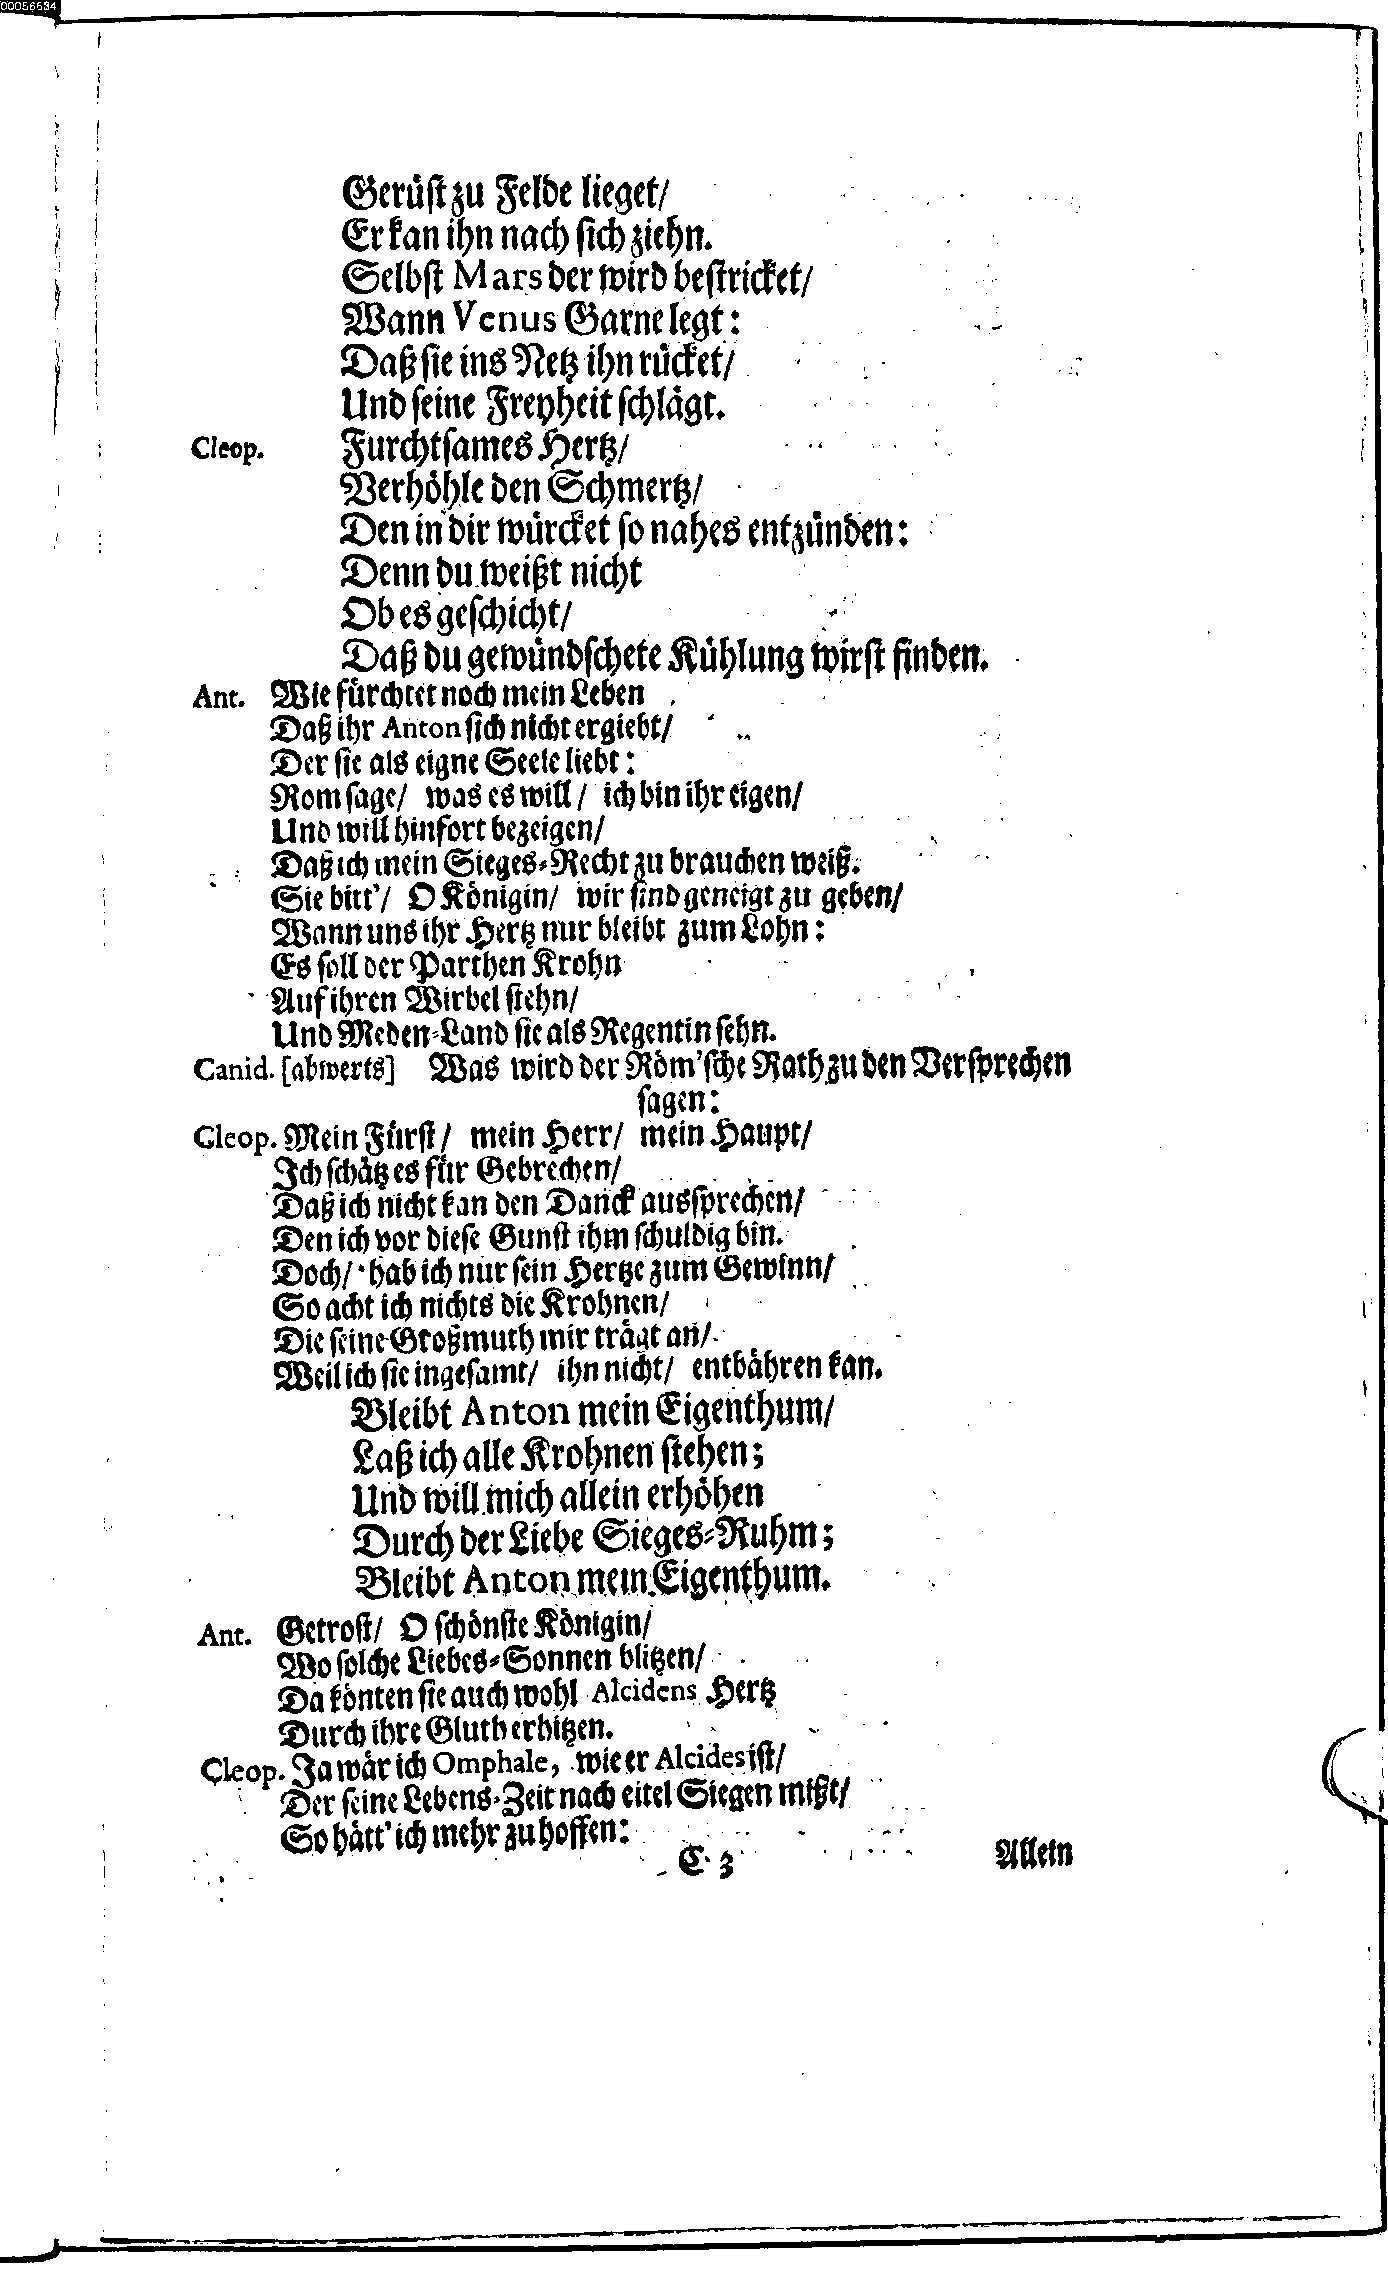 00056634
Gerüst zu Felde lieget/
Er kan ihn nach sich ziehn.
Selbst Mars der wird bestricket/
Wann Venus Garne legt:
Daß sie ins Netz ihn rücket/
Und seine Freyheit schlägt.
Cleop. Furchtsames Hertz/
Verhöhle den Schmertz/
Den in dir würcket so nahes entzünden:
Denn du weißt nicht
Ob es geschicht/
Daß du gewündschete Kühlung wirst finden.
Ant. Wie fürchtet noch mein Leben
Daß ihr Anton sich nicht ergiebt/
Der sie als eigne Seele liebt:
Rom sage/ was es will/ ich bin ihr eigen/
Und will hinfort bezeigen/
Daß ich mein Sieges-Recht zu brauchen weiß.
Sie bitt'/ O Königin/ wir sind geneigt zu geben/
Wann uns ihr Hertz nur bleibt zum Lohn:
Es soll der Parthen Krohn
Auf ihren Wirbel stehn/
Und Meden-Land sie als Regentin sehn.
Canid. [abwerts] Was wird der Röm'sche Rath zu den Versprechen
sagen:
Cleop. Mein Fürst/ mein Herr/ mein Haupt/
Ich schätz es für Gebrechen/
Daß ich nicht kan den Danck aussprechen/
Den ich vor diese Gunst ihm schuldig bin.
Doch/ hab ich nur sein Hertze zum Gewinn/
So acht ich nichts die Krohnen/
Die seine Großmuth mir trägt an/
Weil ich sie ingesamt/ ihn nicht/ entbähren kan.
Bleibt Anton mein Eigenthum/
Laß ich alle Krohnen stehen;
Und will mich allein erhöhen
Durch der Liebe Sieges-Ruhm;
Bleibt Anton mein Eigenthum.
Ant. Getrost/ O schönste Königin/
Wo solche Liebes-Sonnen blitzen/
Da könten sie auch wohl Alcidens Hertz
Durch ihre Gluth erhitzen.
Cleop. Ja wär ich Omphale, wie er Alcides ist/
Der seine Lebens-Zeit nach eitel Siegen mißt/
So hätt' ich mehr zu hoffen:
C 3 Allein